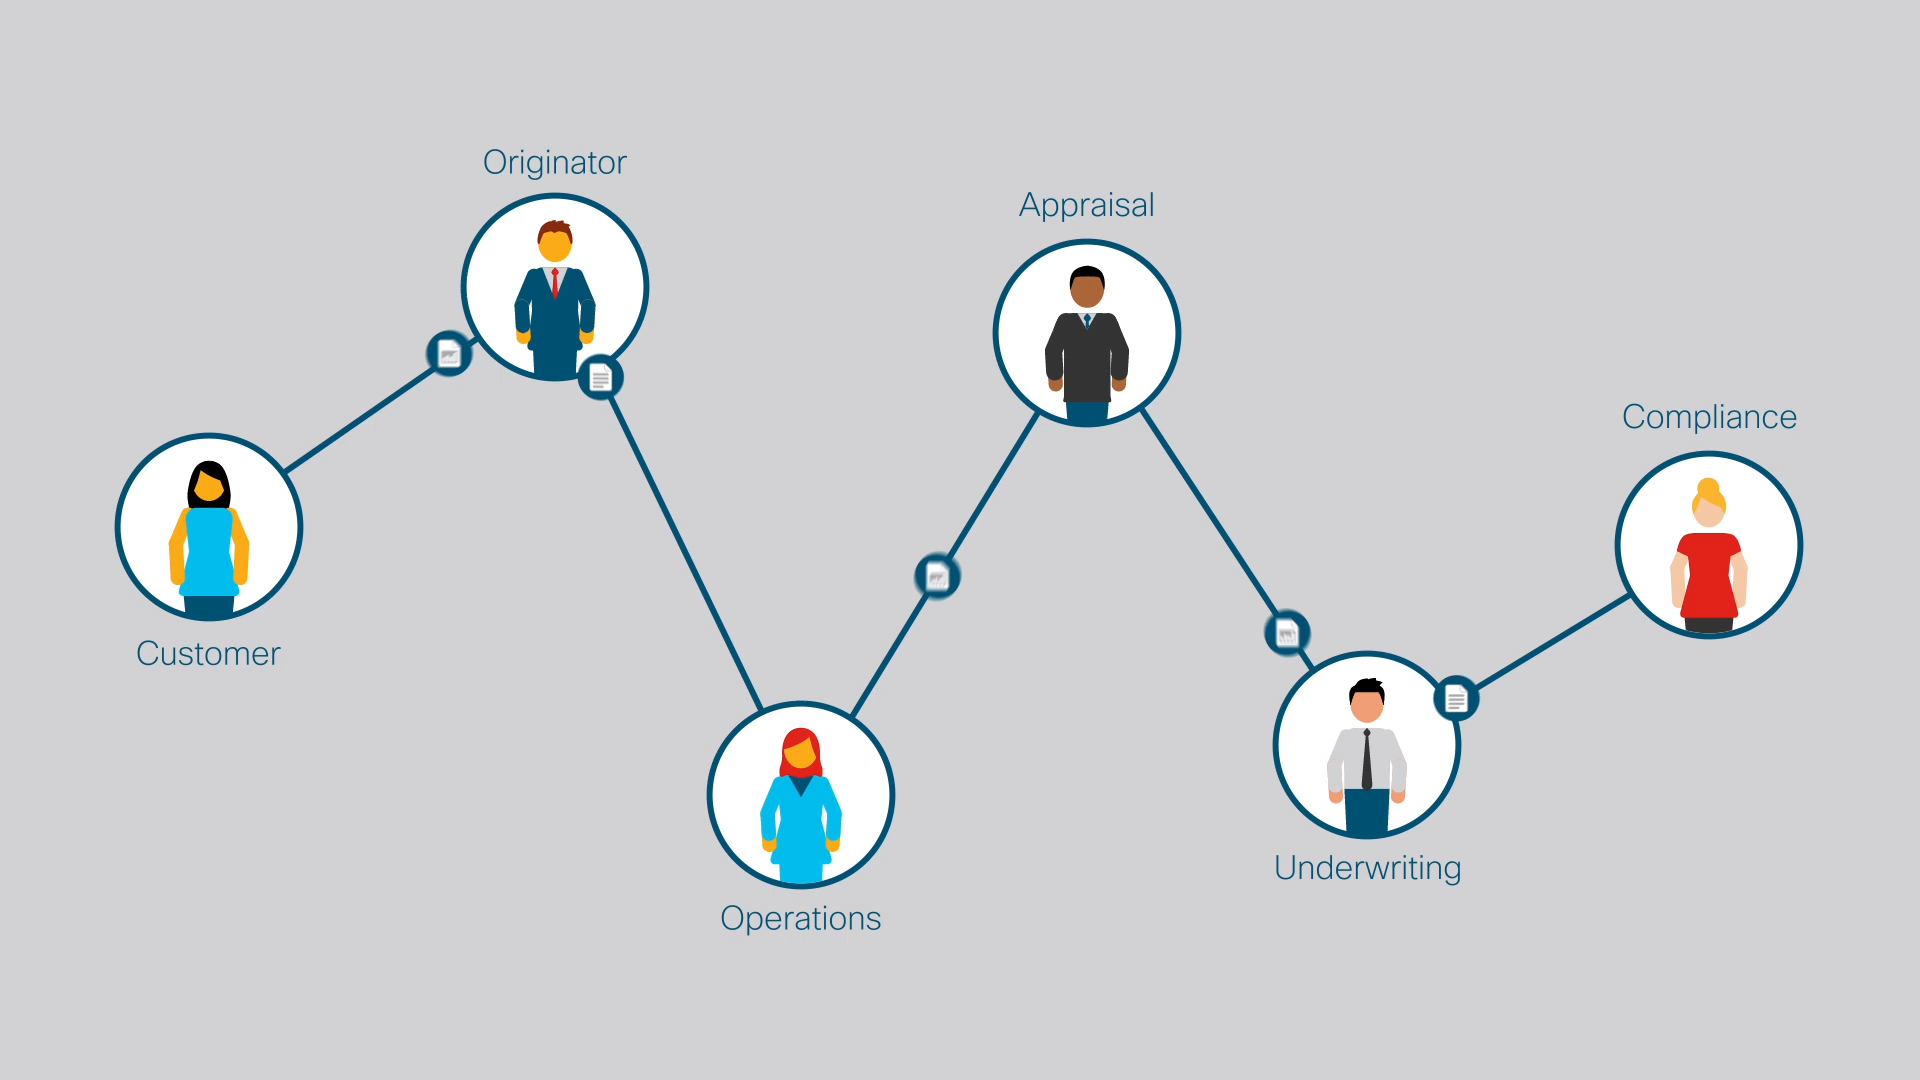 Originator
Appraisal
Compliance
Customer
Underwriting
Operations